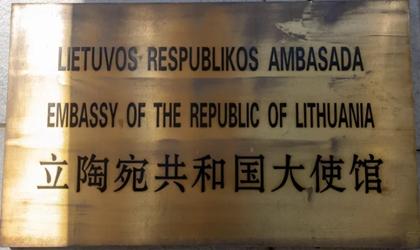 LIETUVOS RESPUBLIKOS AMBASADA
EMBASSY OF THE REPUBLIC OF LITHUANIA
立陶宛共和国大使馆